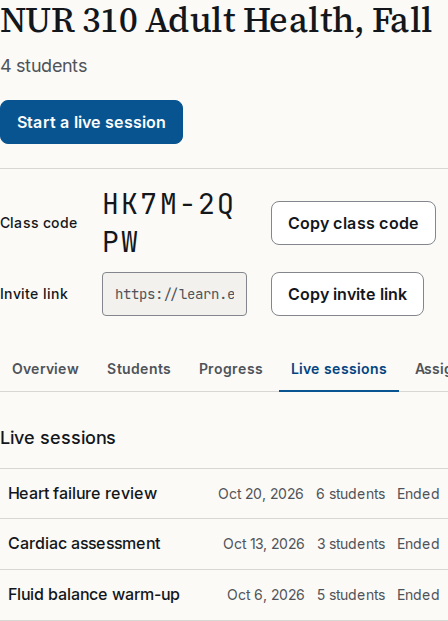 NUR 310 Adult Health, Fall
4 students
Start a live session
Class code
HK7M-2Q
PW
Copy class code
Invite link
https://learn.e
Copy invite link
Overview Students Progress Live sessions Assig
Live sessions
Heart failure review Oct 20, 2026 6 students Ended
Cardiac assessment Oct 13, 2026 3 students Ended
Fluid balance warm-up Oct 6, 2026 5 students Ended